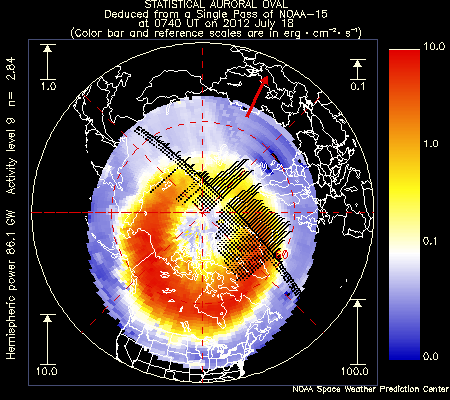 STATISTICAL AURORAL OVAL
Deduced from a Single Pass of NOAA-15
at 0740 UT on 2012 July 18
(Color bar and reference scales are in erg · cm⁻² · s⁻¹)
Hemispheric power 86.1 GW Activity level 9 n= 2.84
1.0
0.1
10.0
100.0
10.0
1.0
0.1
0.0
NOAA Space Weather Prediction Center